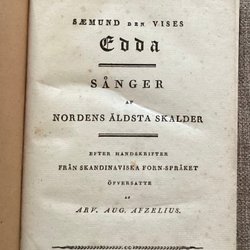 SÆMUND DEN VISES
Edda
SÅNGER
AF
NORDENS ÄLDSTA SKALDER
EFTER HANDSKRIFTER
FRÅN SKANDINAVISKA FORN-SPRÅKET
ÖFVERSATTE
AF
ARV. AUG. AFZELIUS.